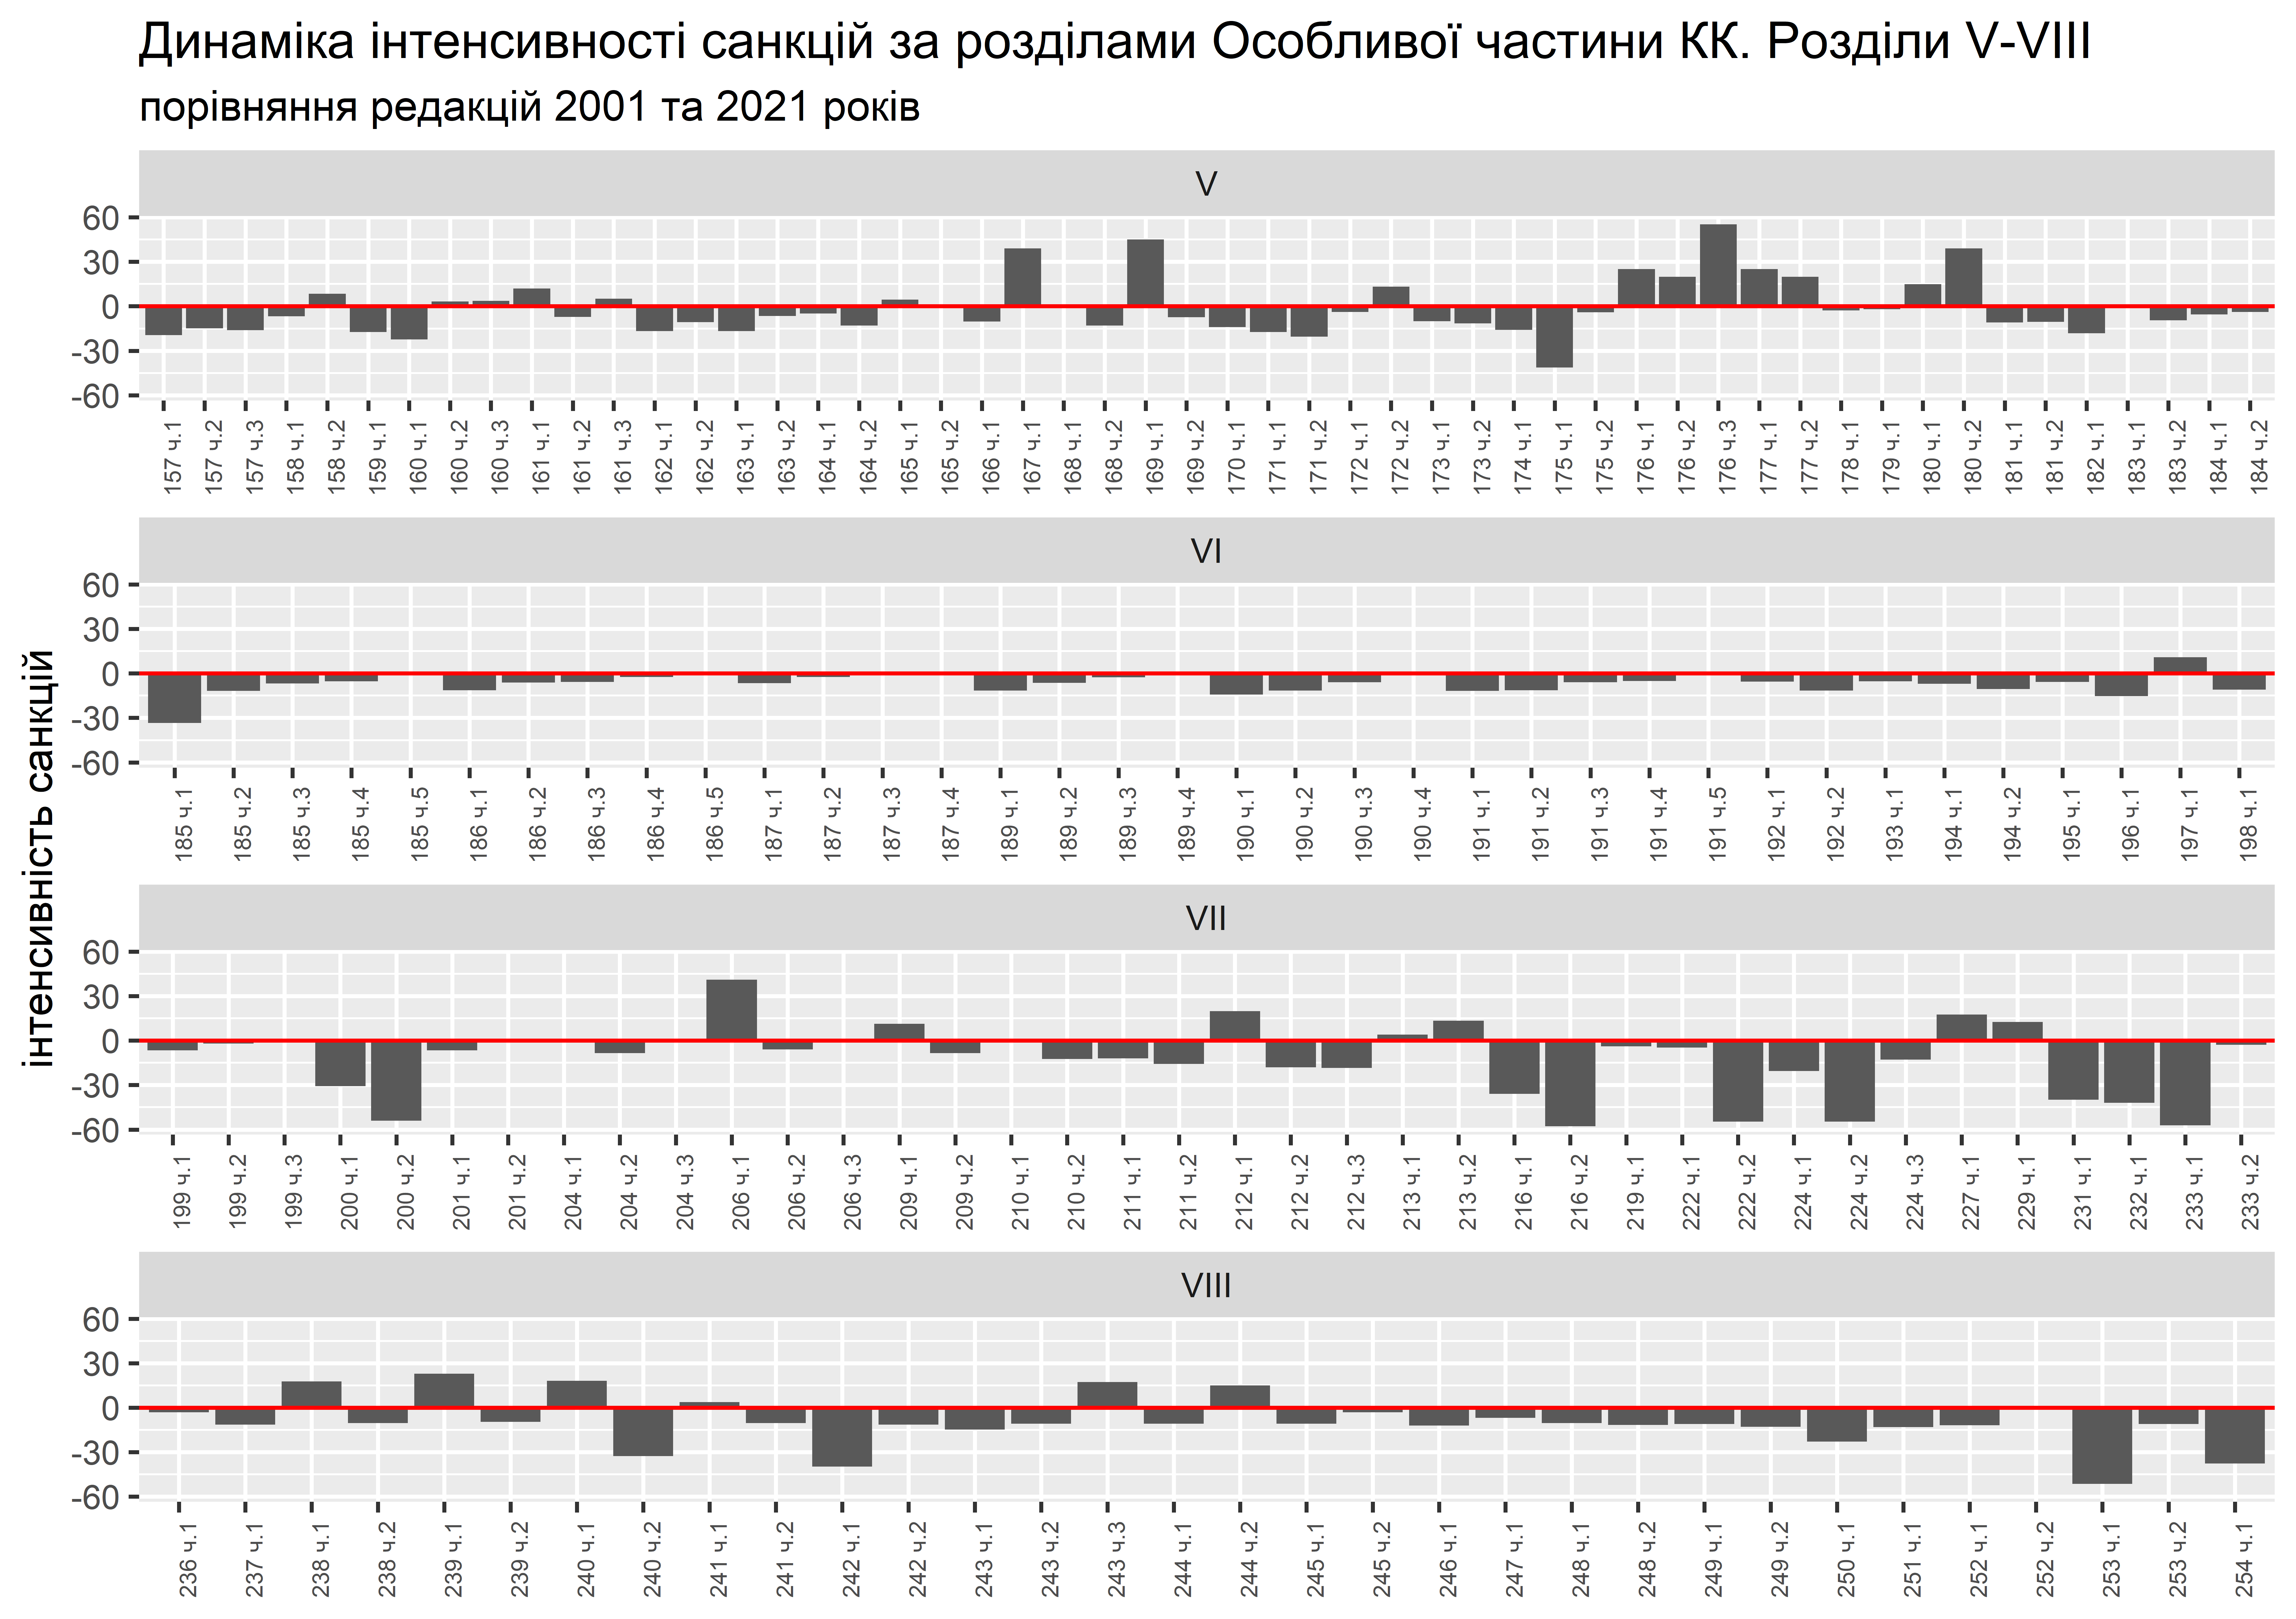 Динаміка інтенсивності санкцій за розділами Особливої частини КК. Розділи V-VIII
порівняння редакцій 2001 та 2021 років
інтенсивність санкцій
V
60
30
0
-30
-60
157 ч.1 157 ч.2 157 ч.3 158 ч.1 158 ч.2 159 ч.1 160 ч.1 160 ч.2 160 ч.3 161 ч.1 161 ч.2 161 ч.3 162 ч.1 162 ч.2 163 ч.1 163 ч.2 164 ч.1 164 ч.2 165 ч.1 165 ч.2 166 ч.1 167 ч.1 168 ч.1 168 ч.2 169 ч.1 169 ч.2 170 ч.1 171 ч.1 171 ч.2 172 ч.1 172 ч.2 173 ч.1 173 ч.2 174 ч.1 175 ч.1 175 ч.2 176 ч.1 176 ч.2 176 ч.3 177 ч.1 177 ч.2 178 ч.1 179 ч.1 180 ч.1 180 ч.2 181 ч.1 181 ч.2 182 ч.1 183 ч.1 183 ч.2 184 ч.1 184 ч.2
VI
60
30
0
-30
-60
185 ч.1 185 ч.2 185 ч.3 185 ч.4 185 ч.5 186 ч.1 186 ч.2 186 ч.3 186 ч.4 186 ч.5 187 ч.1 187 ч.2 187 ч.3 187 ч.4 189 ч.1 189 ч.2 189 ч.3 189 ч.4 190 ч.1 190 ч.2 190 ч.3 190 ч.4 191 ч.1 191 ч.2 191 ч.3 191 ч.4 191 ч.5 192 ч.1 192 ч.2 193 ч.1 194 ч.1 194 ч.2 195 ч.1 196 ч.1 197 ч.1 198 ч.1
VII
60
30
0
-30
-60
199 ч.1 199 ч.2 199 ч.3 200 ч.1 200 ч.2 201 ч.1 201 ч.2 204 ч.1 204 ч.2 204 ч.3 206 ч.1 206 ч.2 206 ч.3 209 ч.1 209 ч.2 210 ч.1 210 ч.2 211 ч.1 211 ч.2 212 ч.1 212 ч.2 212 ч.3 213 ч.1 213 ч.2 216 ч.1 216 ч.2 219 ч.1 222 ч.1 222 ч.2 224 ч.1 224 ч.2 224 ч.3 227 ч.1 229 ч.1 231 ч.1 232 ч.1 233 ч.1 233 ч.2
VIII
60
30
0
-30
-60
236 ч.1 237 ч.1 238 ч.1 238 ч.2 239 ч.1 239 ч.2 240 ч.1 240 ч.2 241 ч.1 241 ч.2 242 ч.1 242 ч.2 243 ч.1 243 ч.2 243 ч.3 244 ч.1 244 ч.2 245 ч.1 245 ч.2 246 ч.1 247 ч.1 248 ч.1 248 ч.2 249 ч.1 249 ч.2 250 ч.1 251 ч.1 252 ч.1 252 ч.2 253 ч.1 253 ч.2 254 ч.1